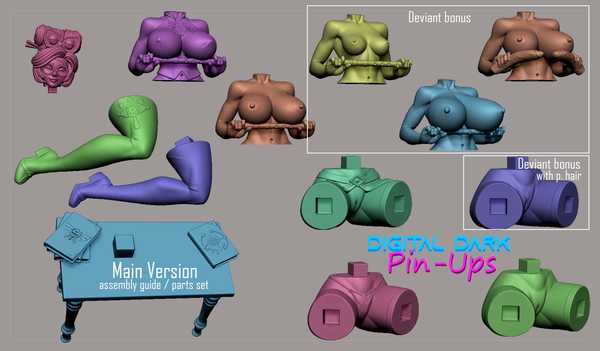 Deviant bonus
Deviant bonus
with p. hair
DIGITAL DARK
Pin-Ups
Main Version
assembly guide / parts set